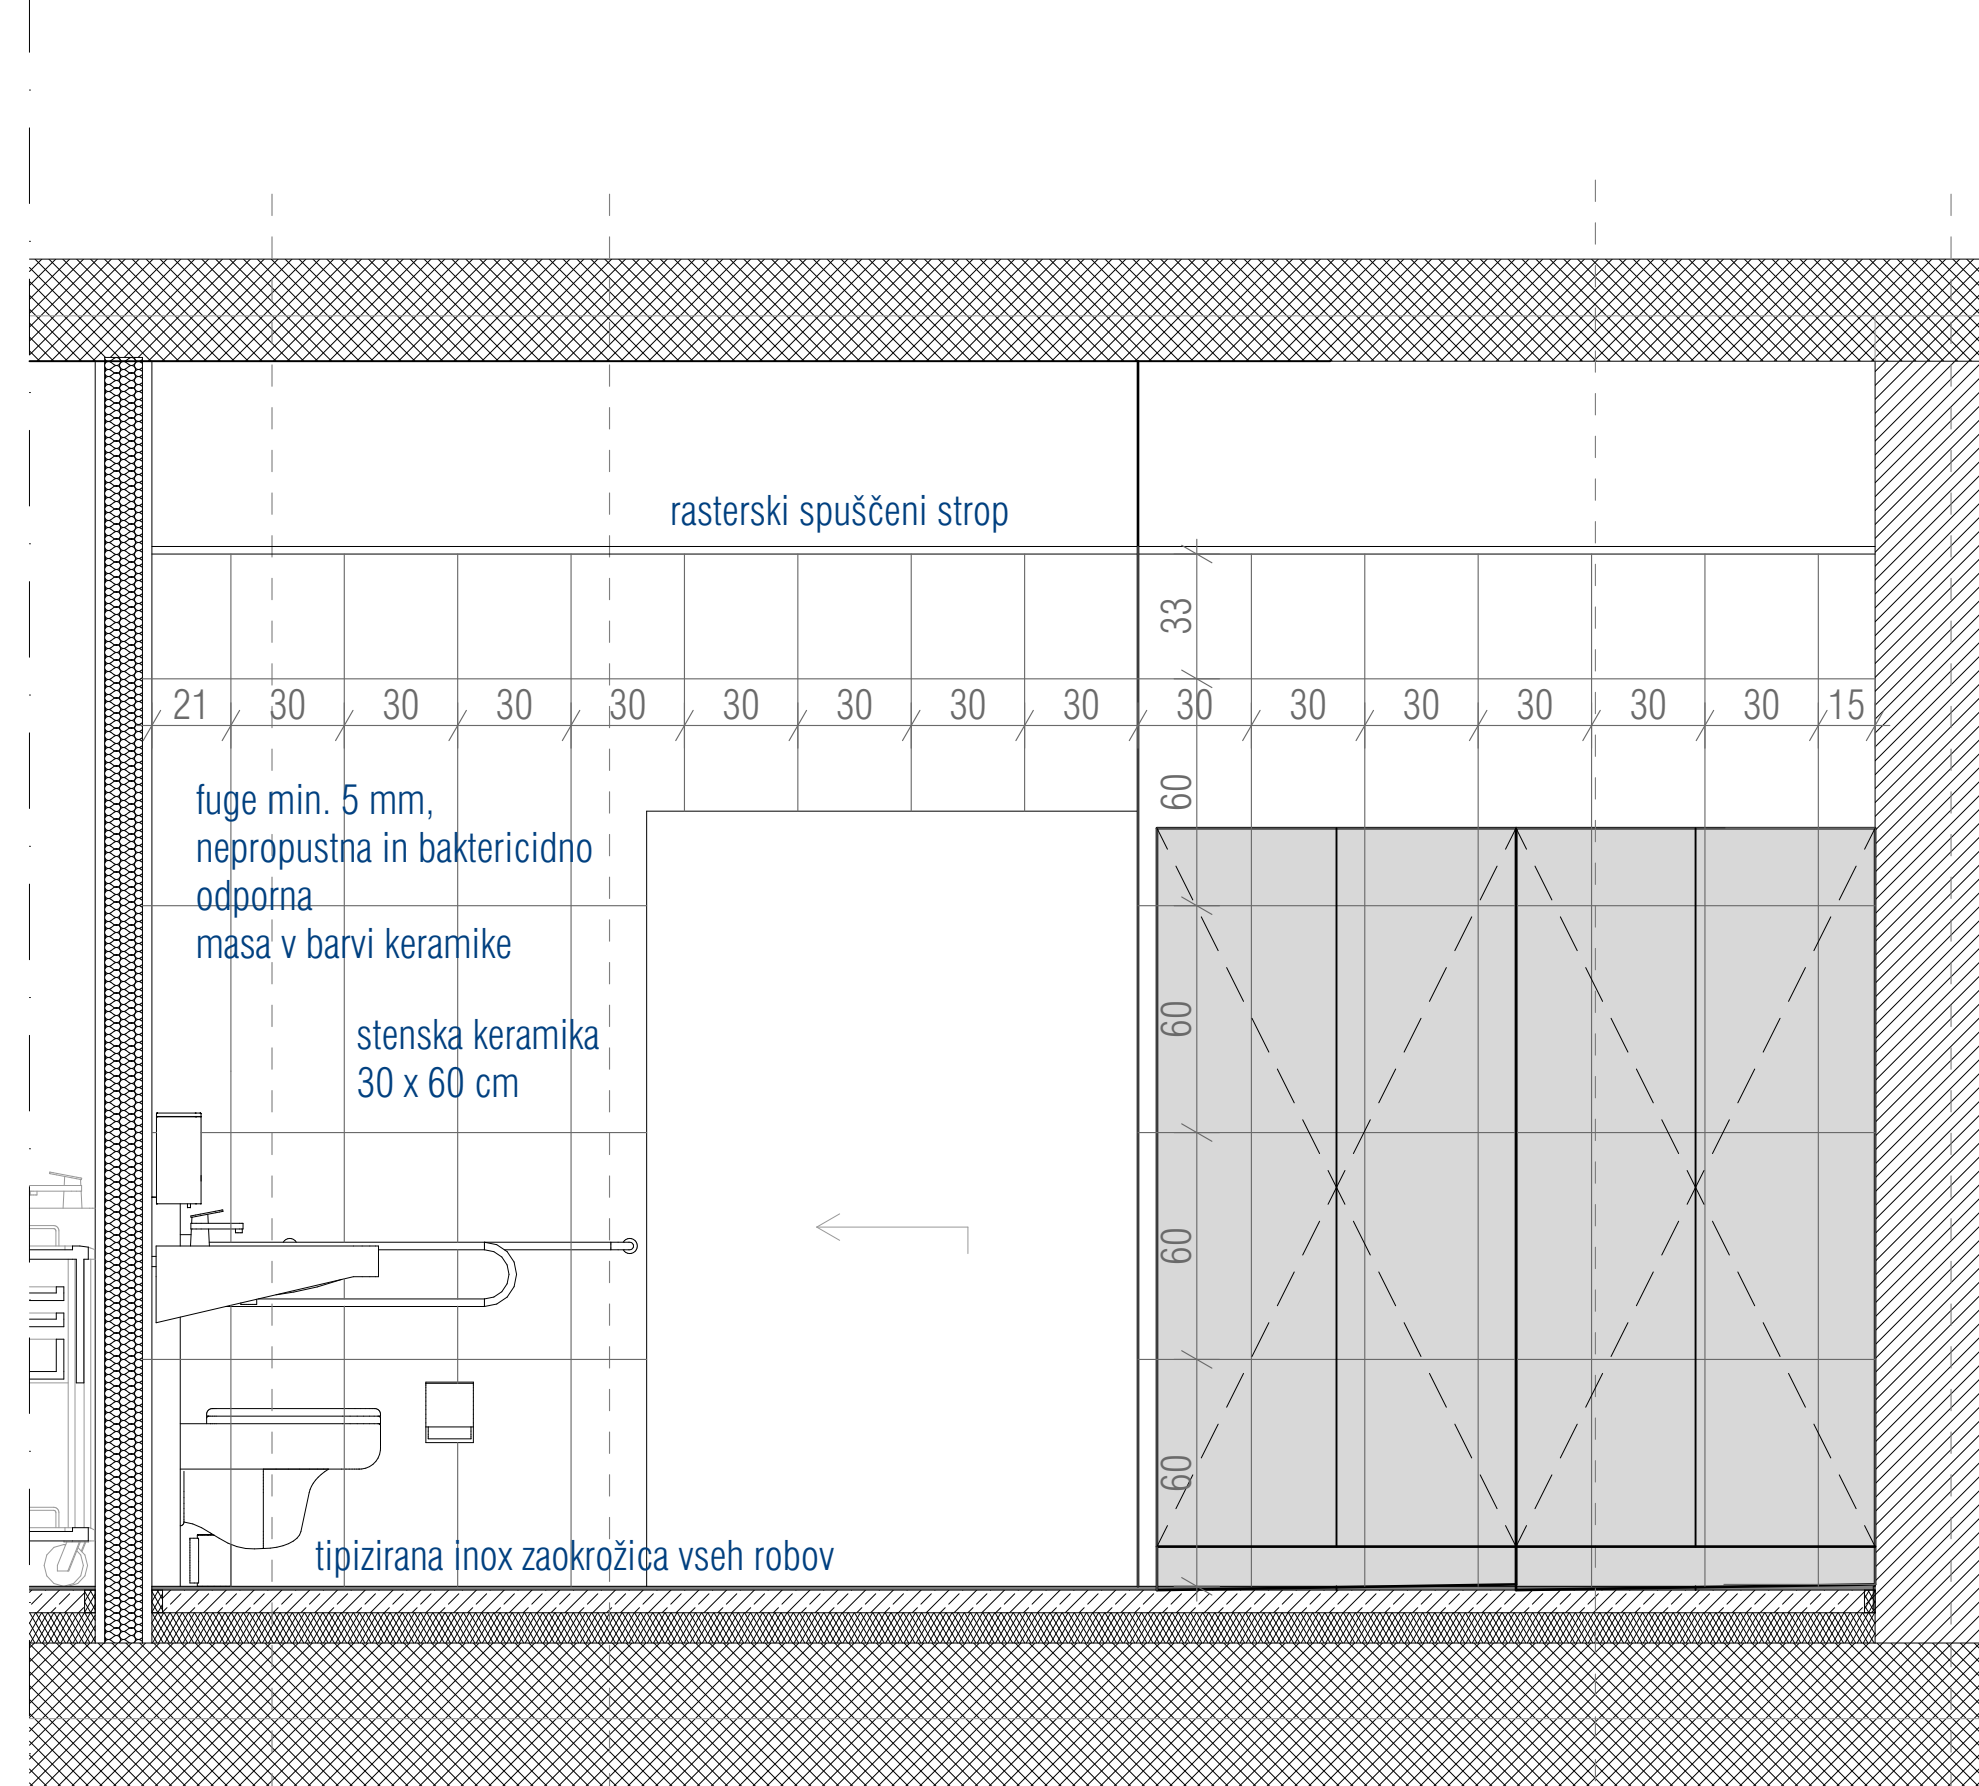 rasterski spuščeni strop
33
21 30 30 30 30 30 30 30 30 30 30 30 30 30 30 15
60
fuge min. 5 mm,
nepropustna in baktericidno
odporna
masa v barvi keramike
60
stenska keramika
30 x 60 cm
60
60
tipizirana inox zaokrožica vseh robov